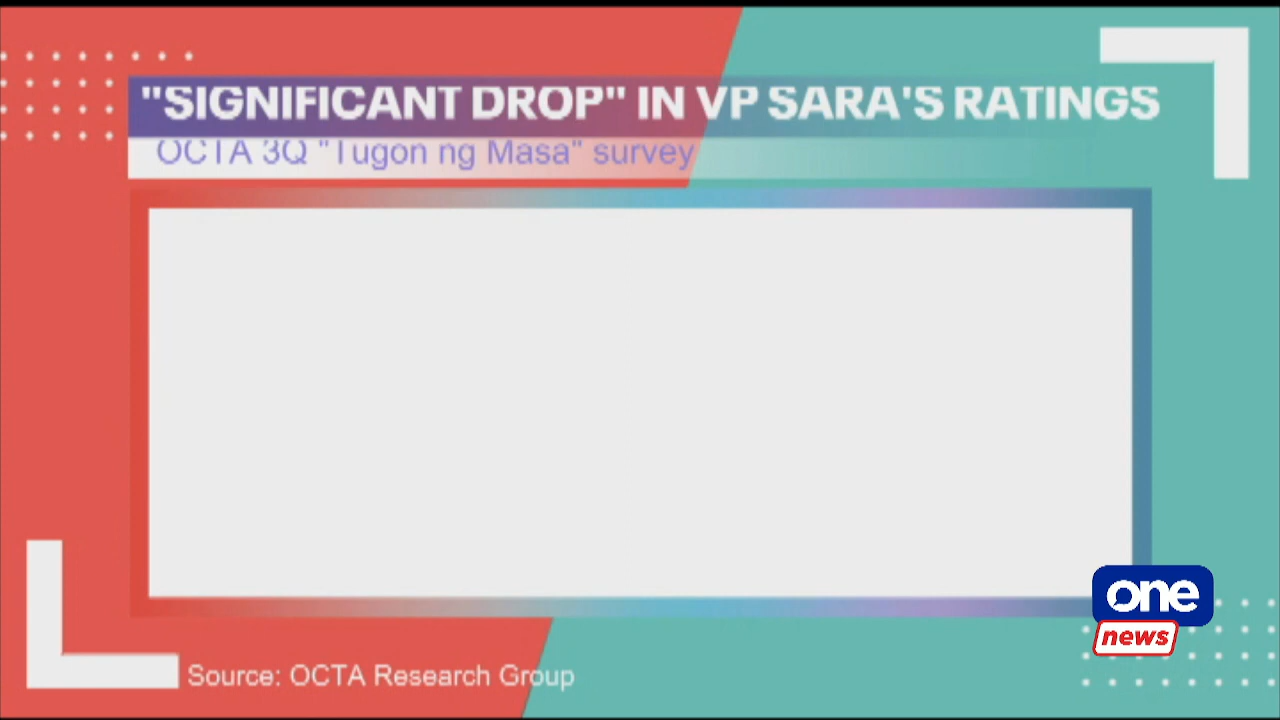 "SIGNIFICANT DROP" IN VP SARA'S RATINGS
OCTA 3Q "Tugon ng Masa" survey
one
news
Source: OCTA Research Group